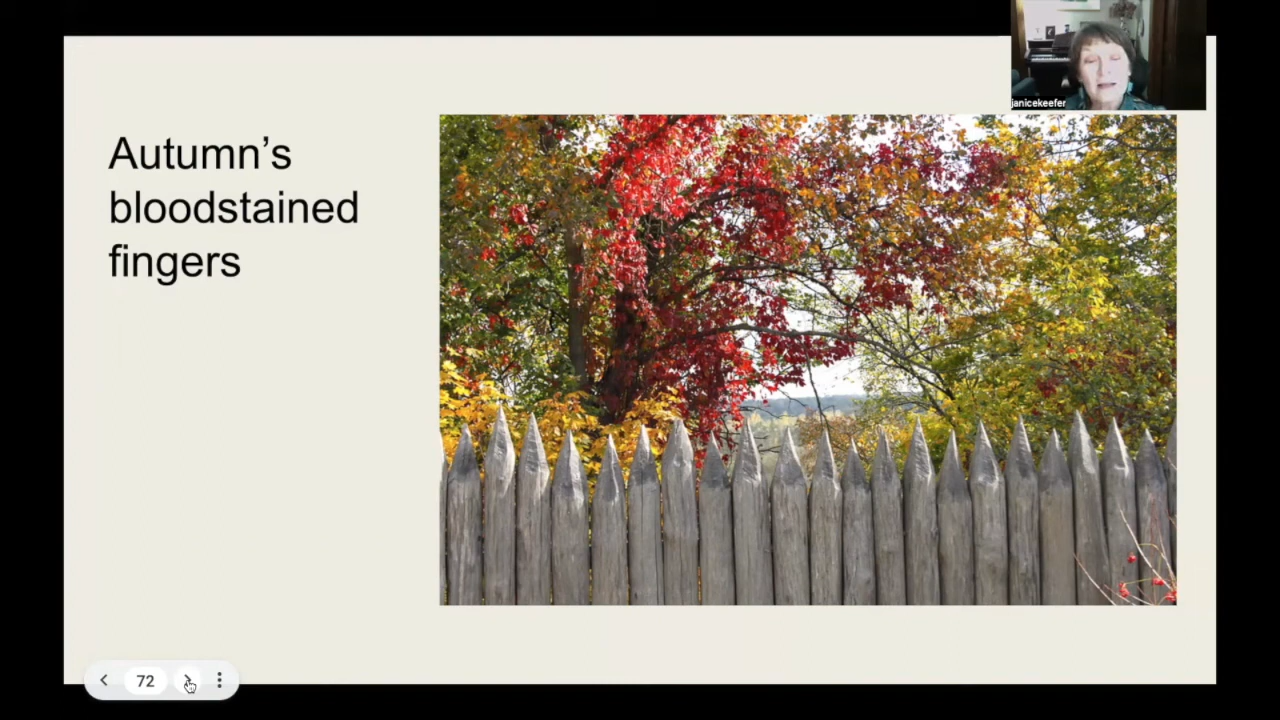 janicekeefer
Autumn’s
bloodstained
fingers
72